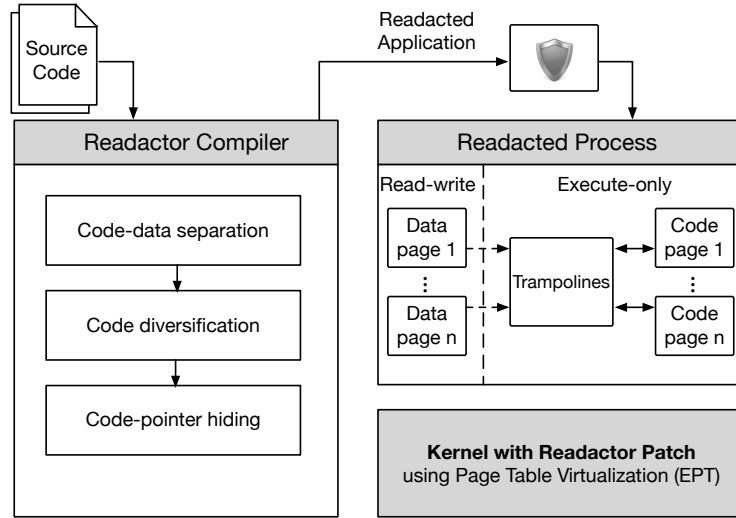 Source
Code
Readacted
Application
Readactor Compiler
Code-data separation
Code diversification
Code-pointer hiding
Readacted Process
Read-write
Execute-only
Data
page 1
Data
page n
Trampolines
Code
page 1
Code
page n
Kernel with Readactor Patch
using Page Table Virtualization (EPT)